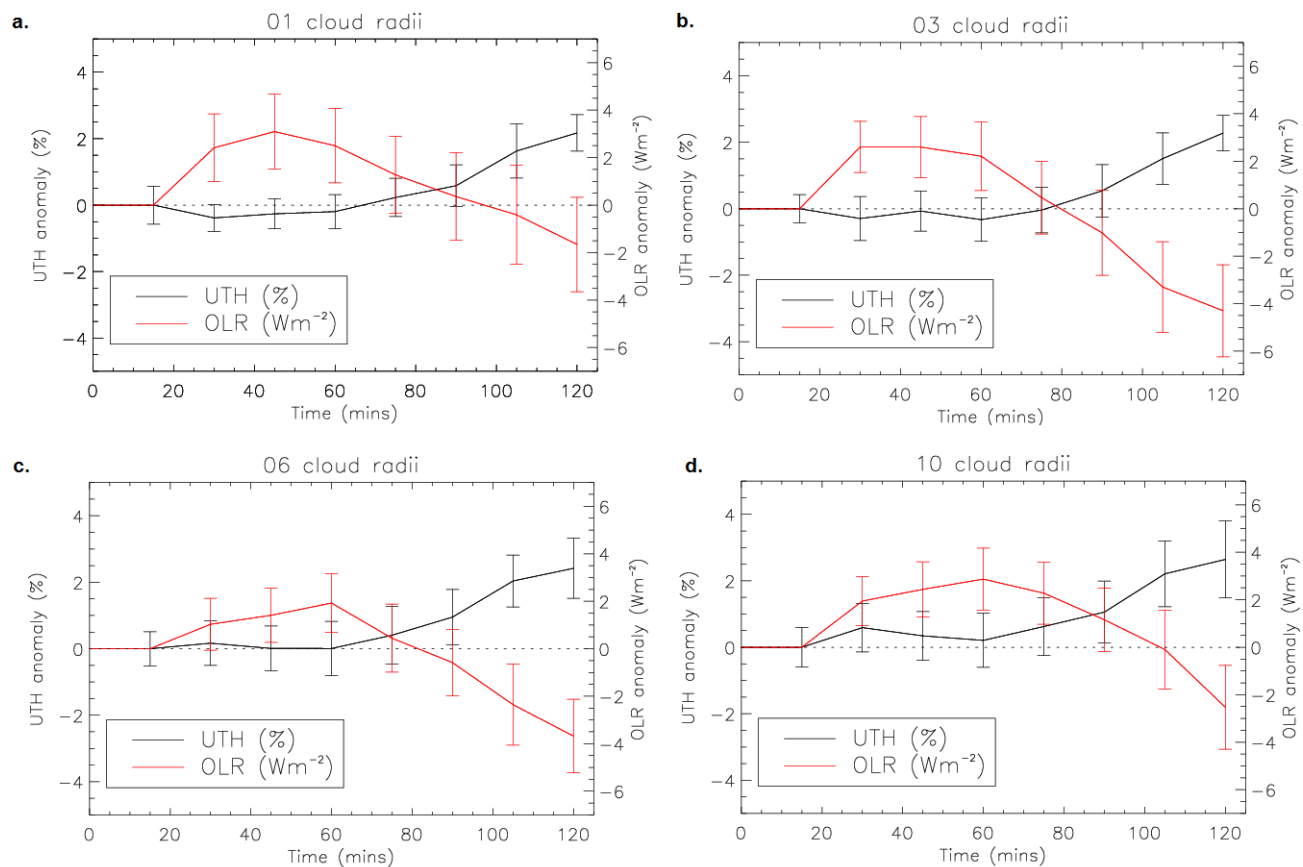 a.
01 cloud radii
UTH anomaly (%)
4
2
0
−2
−4
OLR anomaly (Wm⁻²)
6
4
2
0
−2
−4
−6
UTH (%)
OLR (Wm⁻²)
0 20 40 60 80 100 120
Time (mins)
b.
03 cloud radii
UTH anomaly (%)
4
2
0
−2
−4
OLR anomaly (Wm⁻²)
6
4
2
0
−2
−4
−6
UTH (%)
OLR (Wm⁻²)
0 20 40 60 80 100 120
Time (mins)
c.
06 cloud radii
UTH anomaly (%)
4
2
0
−2
−4
OLR anomaly (Wm⁻²)
6
4
2
0
−2
−4
−6
UTH (%)
OLR (Wm⁻²)
0 20 40 60 80 100 120
Time (mins)
d.
10 cloud radii
UTH anomaly (%)
4
2
0
−2
−4
OLR anomaly (Wm⁻²)
6
4
2
0
−2
−4
−6
UTH (%)
OLR (Wm⁻²)
0 20 40 60 80 100 120
Time (mins)